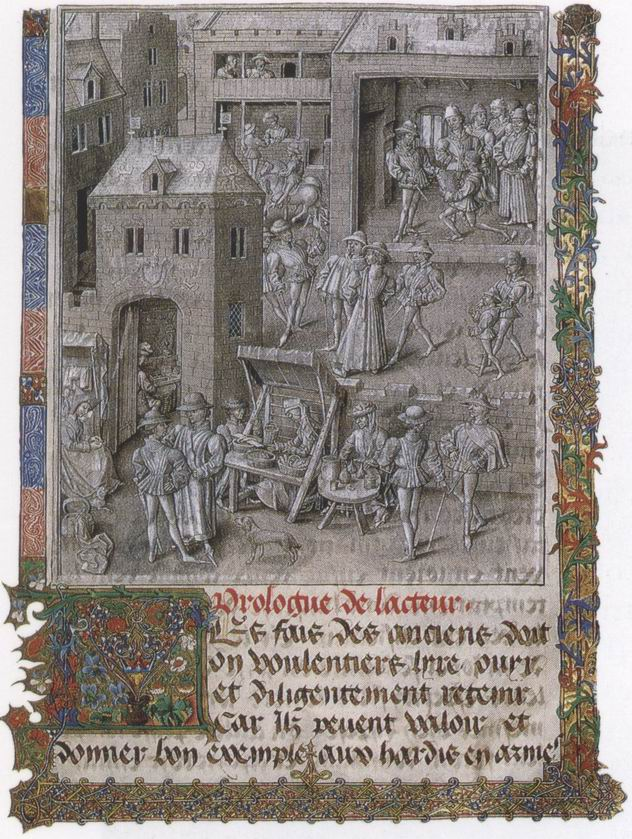 Prologue de lacteur.
Les fais des anciens doit
on voulentiers lyre ouyr
et diligentement retenir
Car Ilz peuent valoir et
donner bon exemple aux hardis en armes